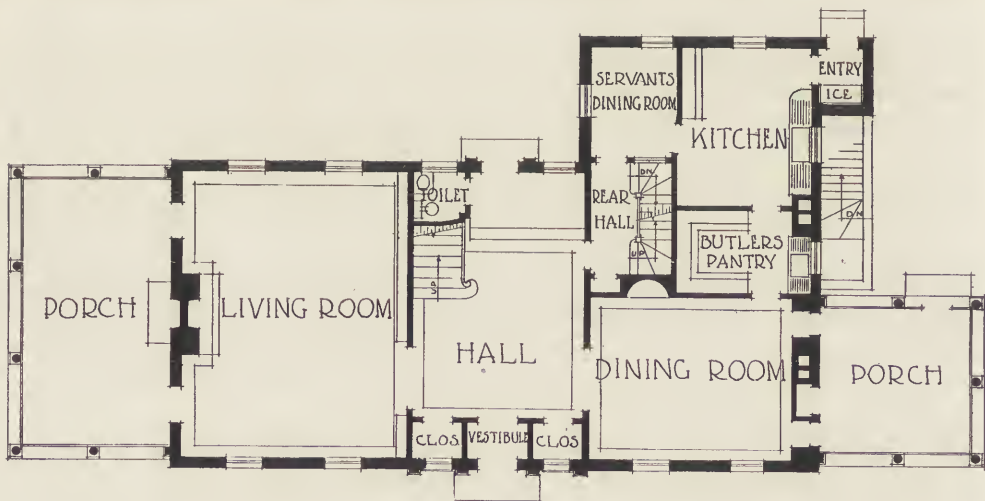 SERVANTS
DINING ROOM
ENTRY
ICE
KITCHEN
TOILET
DN
REAR
HALL
UP
DN
BUTLERS
PANTRY
UP
PORCH
LIVING ROOM
HALL
DINING ROOM
PORCH
CLOS.
VESTIBULE
CLOS